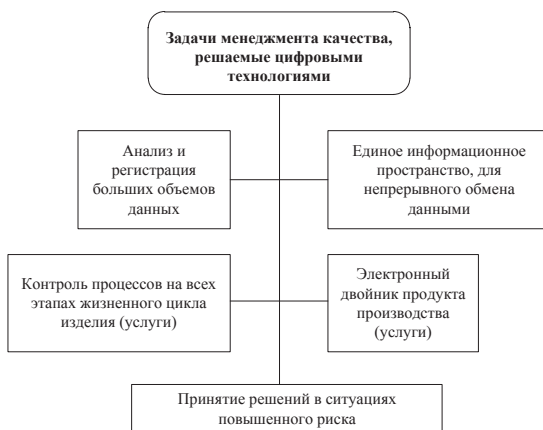 Задачи менеджмента качества,
решаемые цифровыми
технологиями
Анализ и
регистрация
больших объемов
данных
Единое информационное
пространство, для
непрерывного обмена
данными
Контроль процессов на всех
этапах жизненного цикла
изделия (услуги)
Электронный
двойник продукта
производства
(услуги)
Принятие решений в ситуациях
повышенного риска